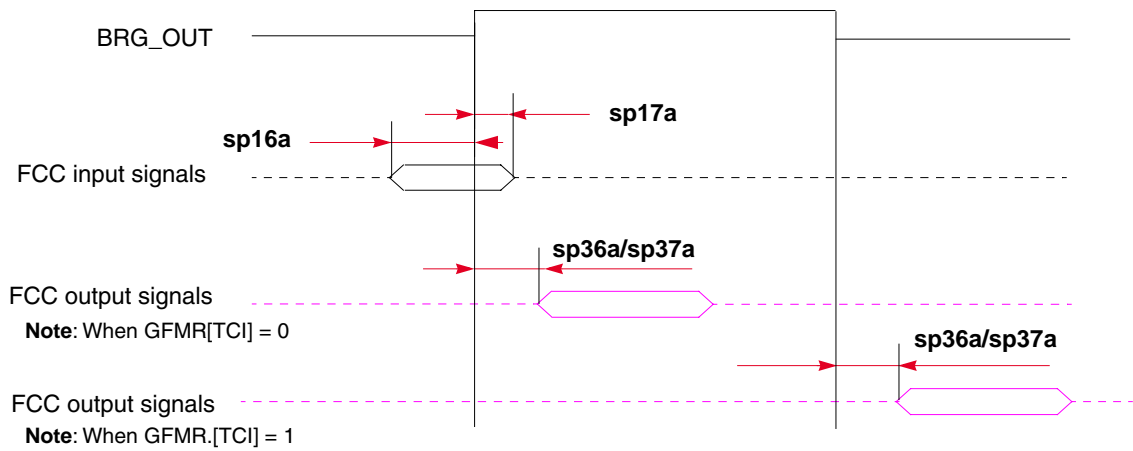 BRG_OUT
sp17a
sp16a
FCC input signals
sp36a/sp37a
FCC output signals
Note: When GFMR[TCI] = 0
sp36a/sp37a
FCC output signals
Note: When GFMR.[TCI] = 1